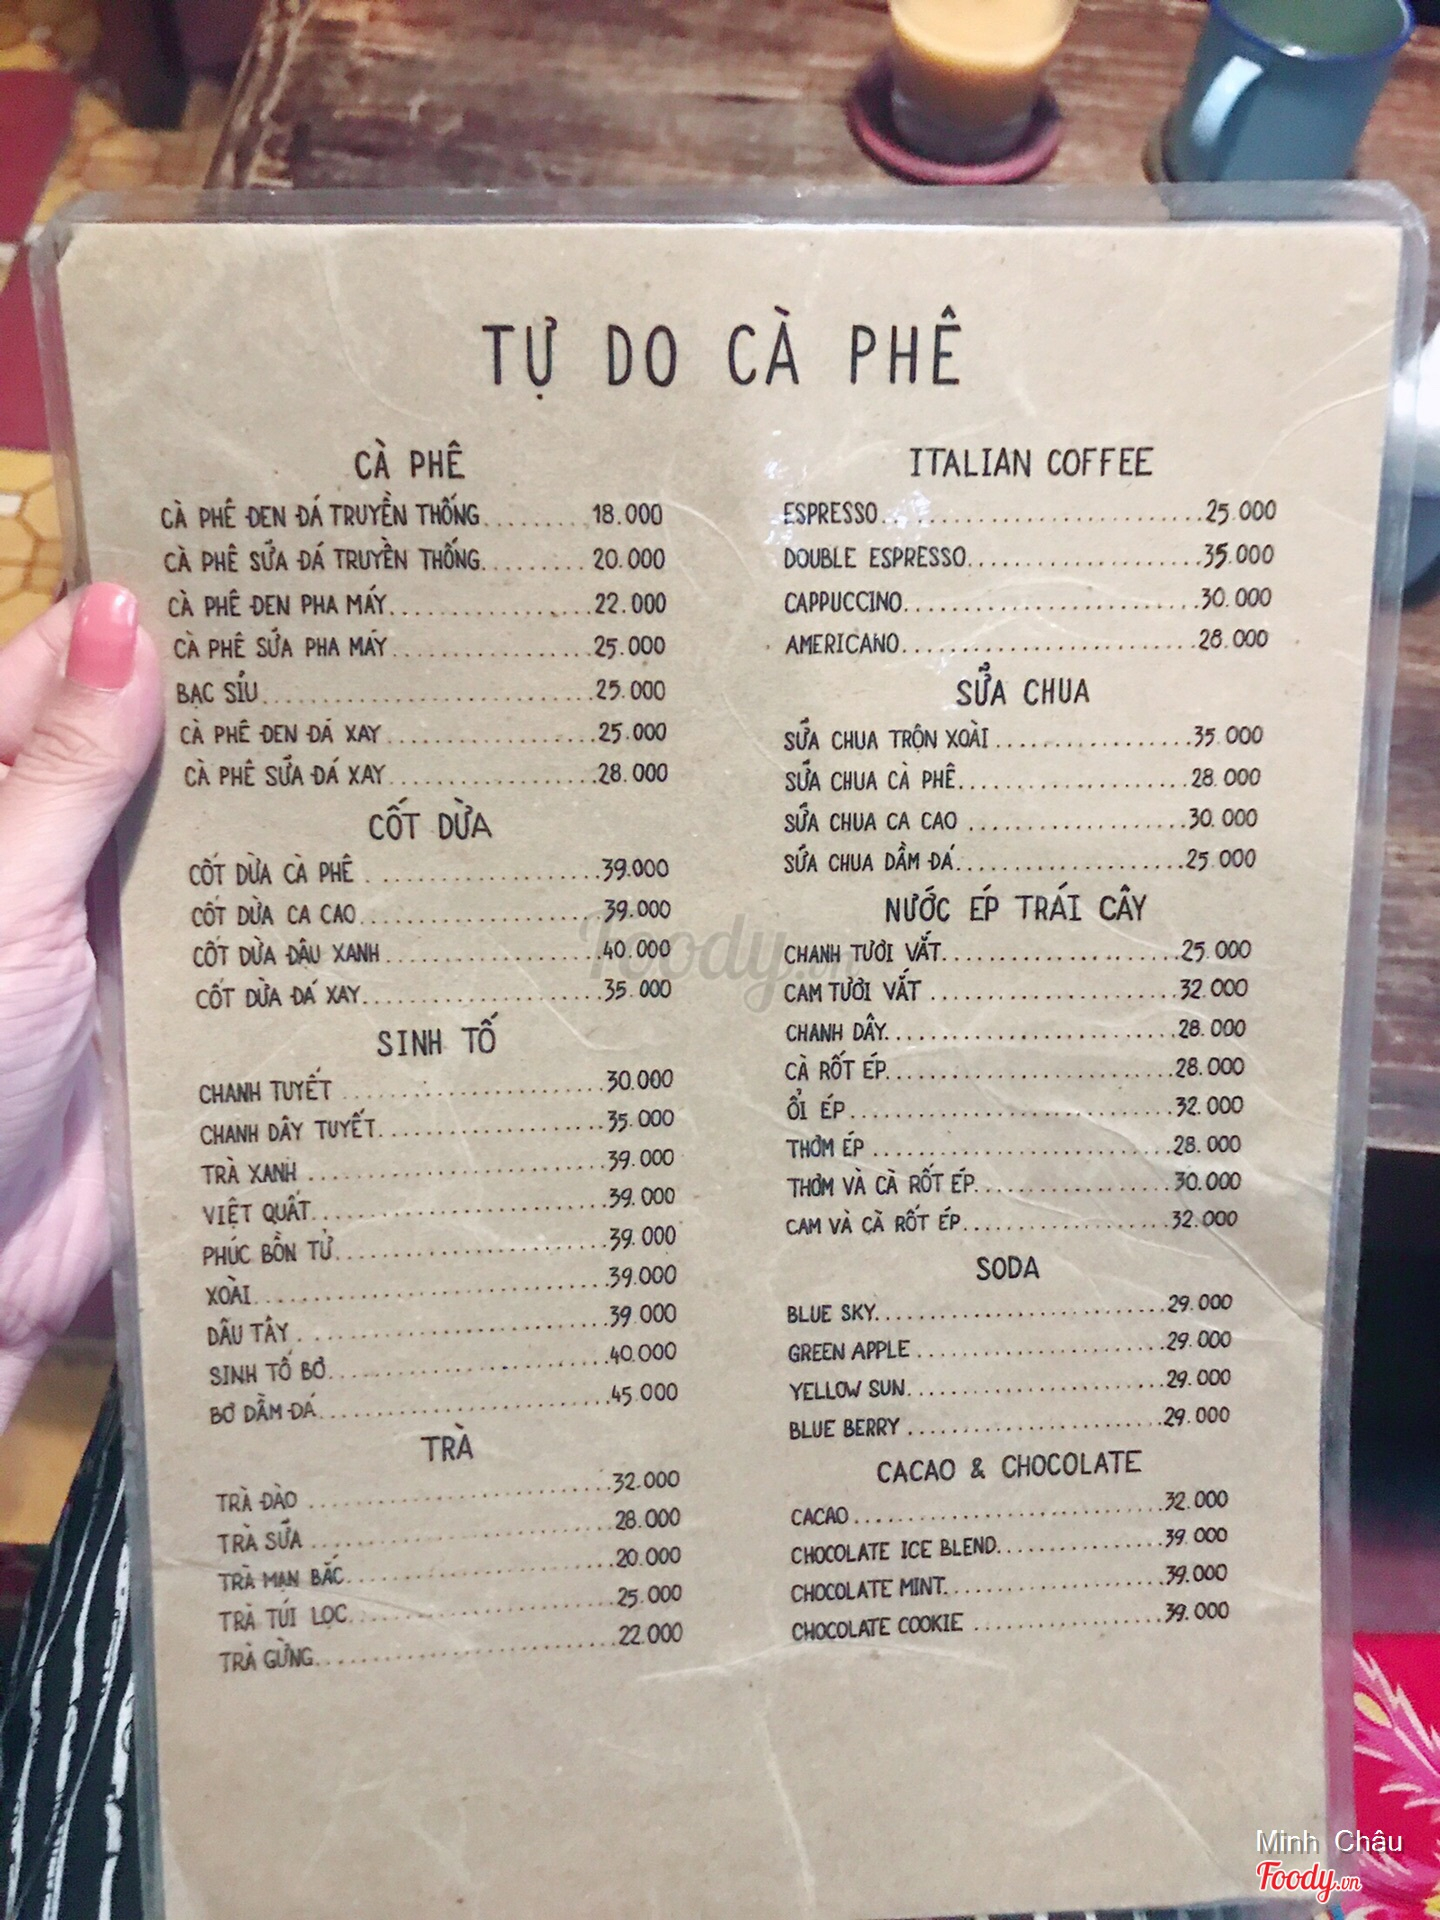 TỰ DO CÀ PHÊ
CÀ PHÊ
CÀ PHÊ ĐEN ĐÁ TRUYỀN THỐNG.........18.000
CÀ PHÊ SỮA ĐÁ TRUYỀN THỐNG.........20.000
CÀ PHÊ ĐEN PHA MÁY.................22.000
CÀ PHÊ SỮA PHA MÁY.................25.000
BẠC SỈU............................25.000
CÀ PHÊ ĐEN ĐÁ XAY..................25.000
CÀ PHÊ SỮA ĐÁ XAY..................28.000
CỐT DỪA
CỐT DỪA CÀ PHÊ.....................39.000
CỐT DỪA CA CAO.....................39.000
CỐT DỪA ĐẬU XANH...................40.000
CỐT DỪA ĐÁ XAY.....................35.000
SINH TỐ
CHANH TUYẾT........................30.000
CHANH DÂY TUYẾT....................35.000
TRÀ XANH...........................39.000
VIỆT QUẤT..........................39.000
PHÚC BỒN TỬ........................39.000
XOÀI...............................39.000
DÂU TÂY............................39.000
SINH TỐ BƠ.........................40.000
BƠ DẦM ĐÁ..........................45.000
TRÀ
TRÀ ĐÀO............................32.000
TRÀ SỮA............................28.000
TRÀ MẠN BẮC........................20.000
TRÀ TÚI LỌC........................25.000
TRÀ GỪNG...........................22.000
ITALIAN COFFEE
ESPRESSO...........................25.000
DOUBLE ESPRESSO....................35.000
CAPPUCCINO.........................30.000
AMERICANO..........................28.000
SỮA CHUA
SỮA CHUA TRỘN XOÀI.................35.000
SỮA CHUA CÀ PHÊ....................28.000
SỮA CHUA CA CAO....................30.000
SỮA CHUA DẦM ĐÁ....................25.000
NƯỚC ÉP TRÁI CÂY
CHANH TƯƠI VẮT.....................25.000
CAM TƯƠI VẮT.......................32.000
CHANH DÂY..........................28.000
CÀ RỐT ÉP..........................28.000
ỔI ÉP..............................32.000
THƠM ÉP............................28.000
THƠM VÀ CÀ RỐT ÉP..................30.000
CAM VÀ CÀ RỐT ÉP...................32.000
SODA
BLUE SKY...........................29.000
GREEN APPLE........................29.000
YELLOW SUN.........................29.000
BLUE BERRY.........................29.000
CACAO & CHOCOLATE
CACAO..............................32.000
CHOCOLATE ICE BLEND................39.000
CHOCOLATE MINT.....................39.000
CHOCOLATE COOKIE...................39.000
Foody.vn
Minh Châu
Foody.vn